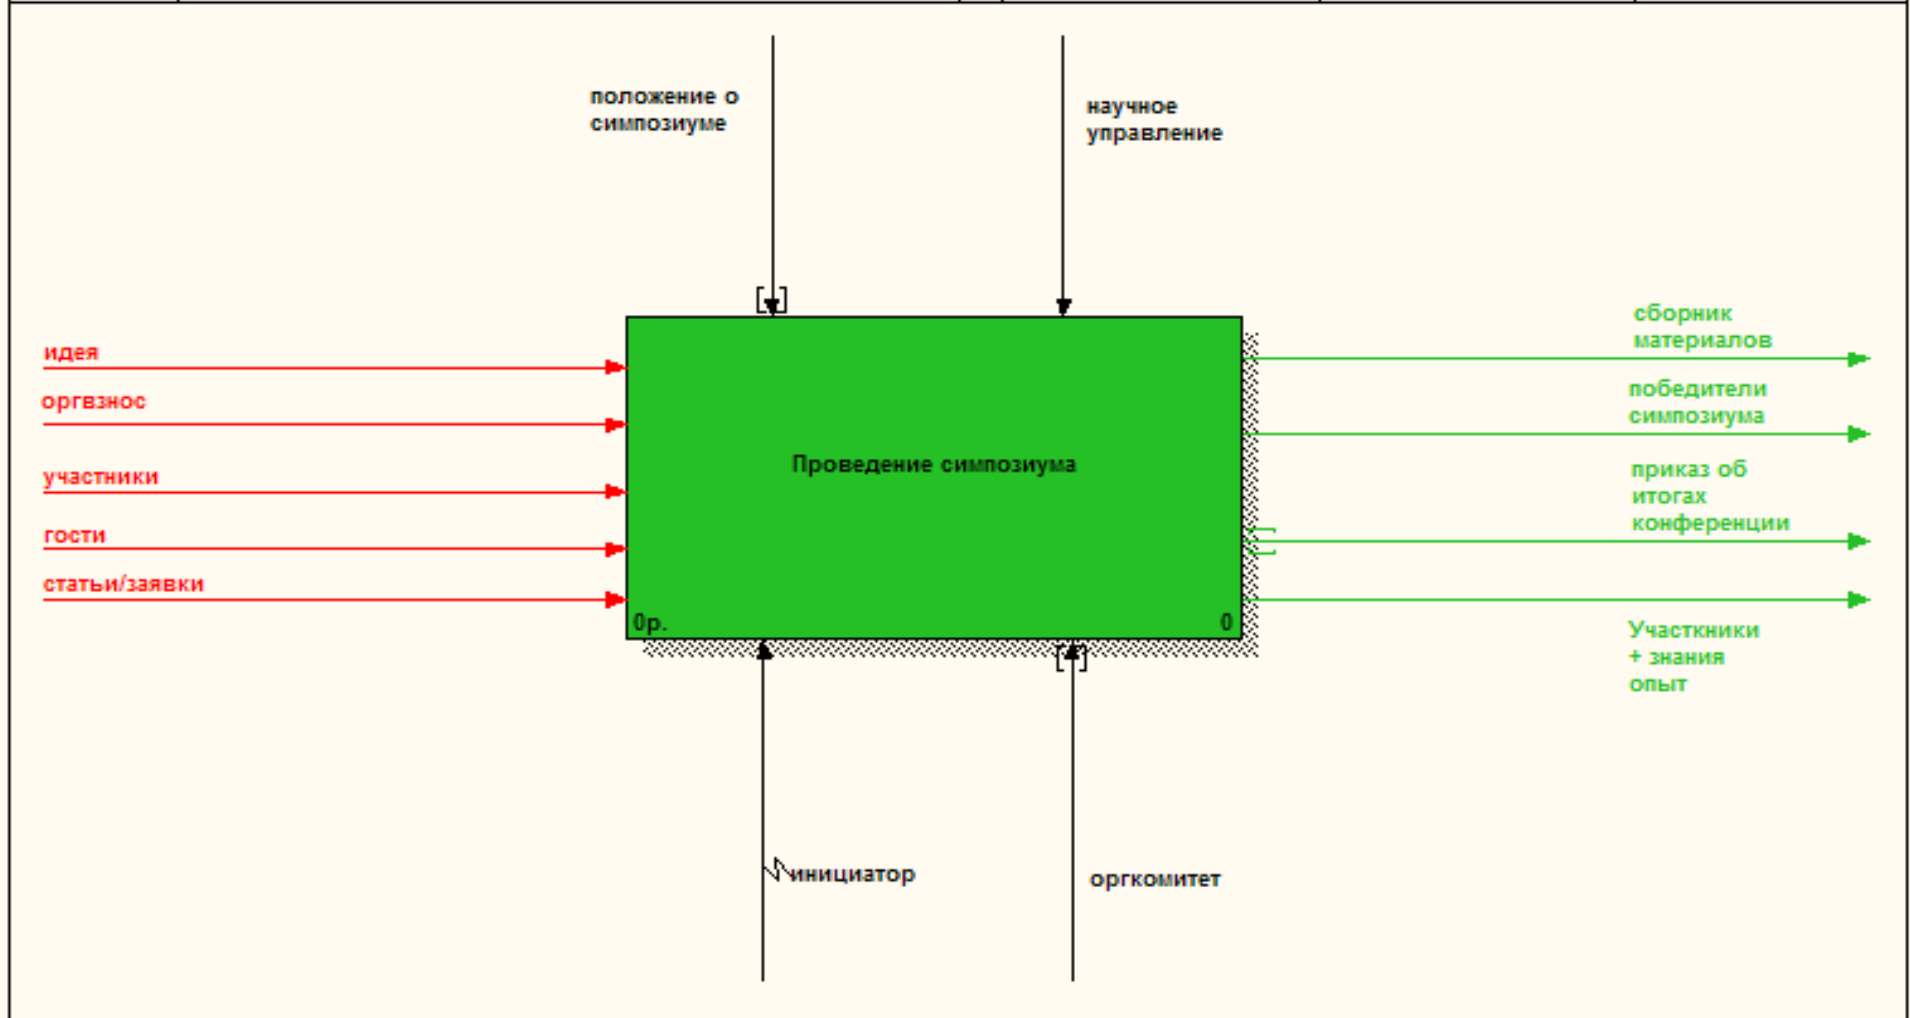 положение о
симпозиуме
научное
управление
идея
оргвзнос
участники
гости
статьи/заявки
Проведение симпозиума
0р.
0
сборник
материалов
победители
симпозиума
приказ об
итогах
конференции
Участкники
+ знания
опыт
инициатор
оргкомитет